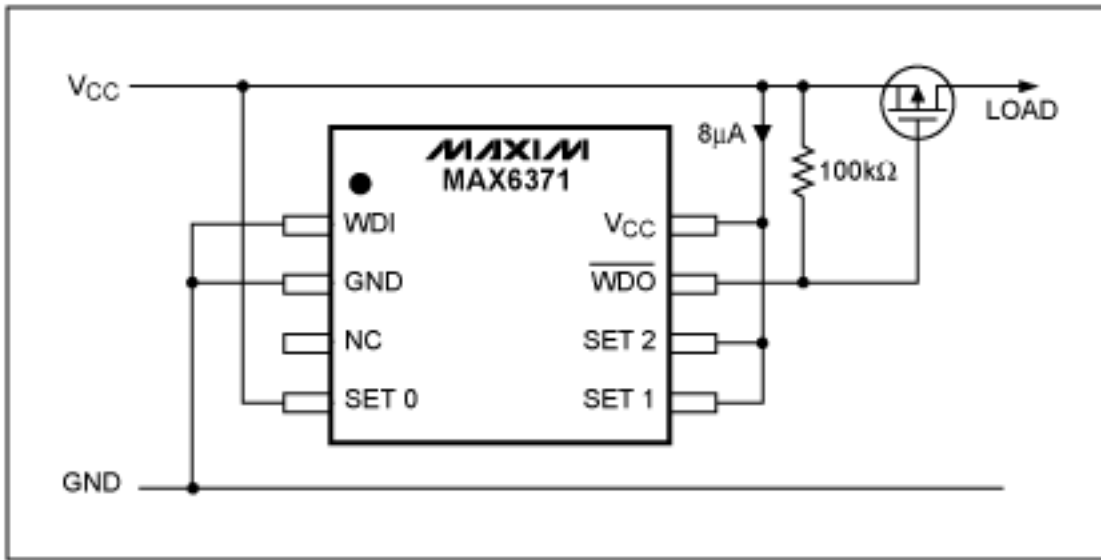 VCC
8μA
LOAD
100kΩ
MAXIM
MAX6371
WDI
GND
NC
SET 0
VCC
WDO
SET 2
SET 1
GND